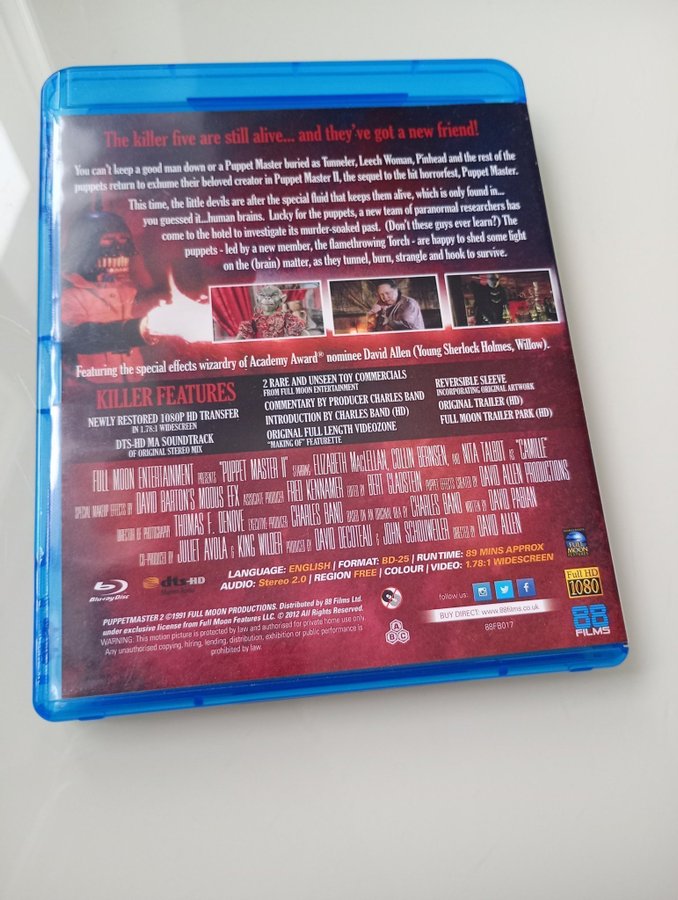 The killer five are still alive... and they've got a new friend!
You can't keep a good man down or a Puppet Master buried as Tunneler, Leech Woman, Pinhead and the rest of the
puppets return to exhume their beloved creator in Puppet Master II, the sequel to the hit horrorfest, Puppet Master.
This time, the little devils are after the special fluid that keeps them alive, which is only found in...
you guessed it...human brains. Lucky for the puppets, a new team of paranormal researchers has
come to the hotel to investigate its murder-soaked past. (Don't these guys ever learn?) The
puppets - led by a new member, the flamethrowing Torch - are happy to shed some light
on the (brain) matter, as they tunnel, burn, strangle and hook to survive.
Featuring the special effects wizardry of Academy Award® nominee David Allen (Young Sherlock Holmes, Willow).
KILLER FEATURES
NEWLY RESTORED 1080P HD TRANSFER
IN 1.78:1 WIDESCREEN
DTS-HD MA SOUNDTRACK
OF ORIGINAL STEREO MIX
2 RARE AND UNSEEN TOY COMMERCIALS
FROM FULL MOON ENTERTAINMENT
COMMENTARY BY PRODUCER CHARLES BAND
INTRODUCTION BY CHARLES BAND (HD)
ORIGINAL FULL LENGTH VIDEOZONE
"MAKING OF" FEATURETTE
REVERSIBLE SLEEVE
INCORPORATING ORIGINAL ARTWORK
ORIGINAL TRAILER (HD)
FULL MOON TRAILER PARK (HD)
FULL MOON ENTERTAINMENT PRESENTS "PUPPET MASTER II" STARRING ELIZABETH MacLELLAN, COLLIN BERNSEN, AND NITA TALBOT AS "CAMILLE"
SPECIAL MAKEUP EFFECTS BY DAVID BARTON'S MODUS EFX ASSOCIATE PRODUCER FRED KENNAMER EDITED BY BERT GLATSTEIN PUPPET EFFECTS CREATED BY DAVID ALLEN PRODUCTIONS
DIRECTOR OF PHOTOGRAPHY THOMAS F. DENOVE EXECUTIVE PRODUCER CHARLES BAND BASED ON AN ORIGINAL IDEA BY CHARLES BAND WRITTEN BY DAVID PABIAN
CO-PRODUCED BY JULIET AVOLA & KING WILDER PRODUCED BY DAVID DECOTEAU & JOHN SCHOUWEILER DIRECTED BY DAVID ALLEN
LANGUAGE: ENGLISH | FORMAT: BD-25 | RUN TIME: 89 MINS APPROX
AUDIO: Stereo 2.0 | REGION FREE | COLOUR | VIDEO: 1.78:1 WIDESCREEN
Blu-ray Disc
dts-HD
Master Audio
PUPPETMASTER 2 ©1991 FULL MOON PRODUCTIONS. Distributed by 88 Films Ltd.
under exclusive license from Full Moon Features LLC. © 2012 All Rights Reserved.
WARNING: This motion picture is protected by law and authorised for private home use only.
Any unauthorised copying, hiring, lending, distribution, exhibition or public performance is
prohibited by law.
A B C
follow us:
BUY DIRECT: www.88films.co.uk
88FB017
FULL MOON
Full HD
1080
88
FILMS